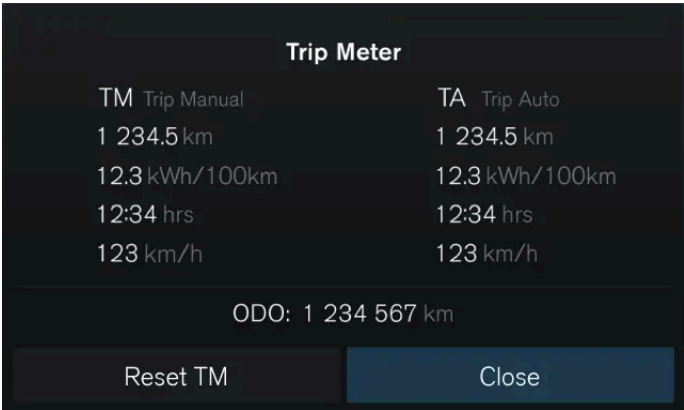 Trip Meter
TM Trip Manual
1 234.5 km
12.3 kWh/100km
12:34 hrs
123 km/h
TA Trip Auto
1 234.5 km
12.3 kWh/100km
12:34 hrs
123 km/h
ODO: 1 234 567 km
Reset TM
Close